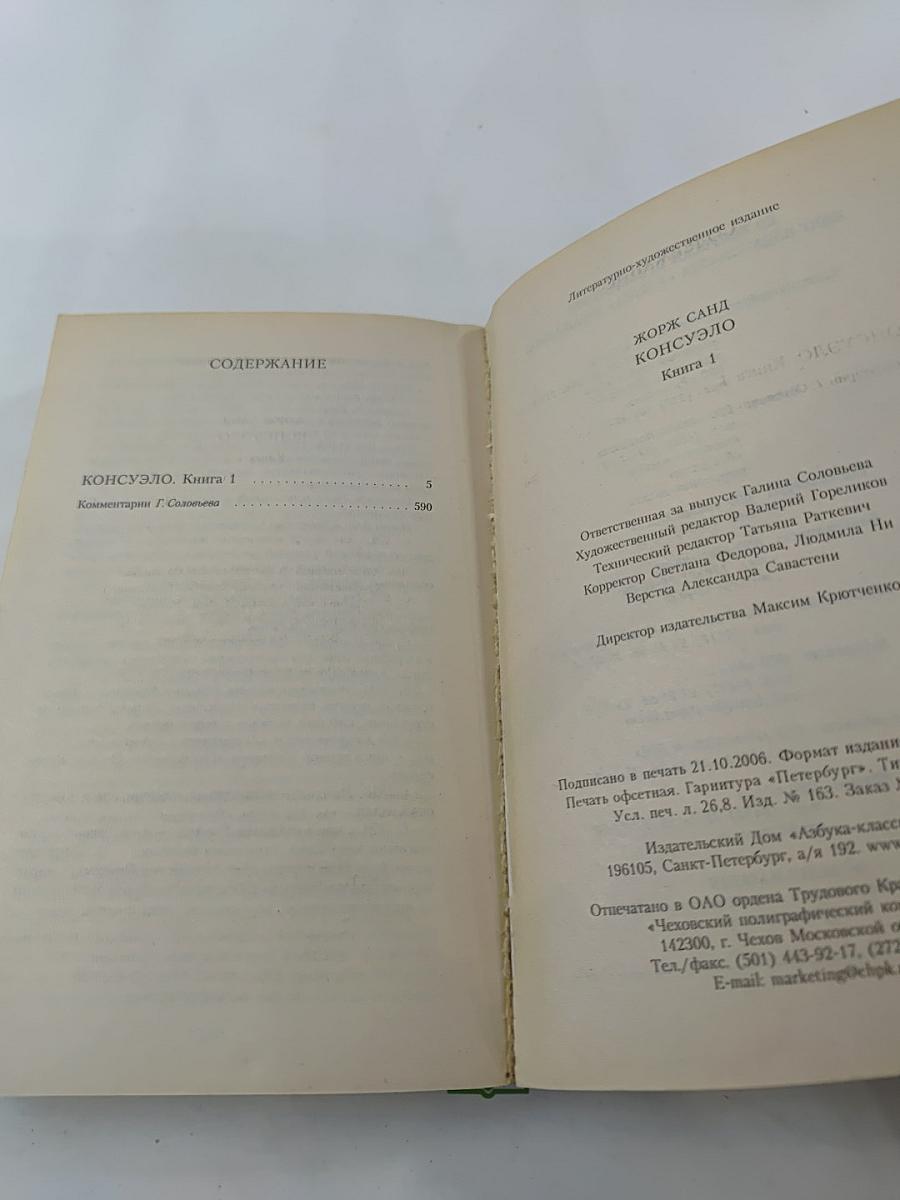 СОДЕРЖАНИЕ
КОНСУЭЛО. Книга 1 . . . . . . . . . . . . . . . . . . . . 5
Комментарии Г. Соловьева . . . . . . . . . . . . . . . . . . . . . . 590
Литературно-художественное издание
ЖОРЖ САНД
КОНСУЭЛО
Книга 1
Ответственная за выпуск Галина Соловьева
Художественный редактор Валерий Гореликов
Технический редактор Татьяна Раткевич
Корректор Светлана Федорова, Людмила Ни
Верстка Александра Савастени
Директор издательства Максим Крютченко
Подписано в печать 21.10.2006. Формат издани
Печать офсетная. Гарнитура «Петербург». Ти
Усл. печ. л. 26,8. Изд. № 163. Заказ
Издательский Дом «Азбука-класс
196105, Санкт-Петербург, а/я 192. www
Отпечатано в ОАО ордена Трудового Кра
«Чеховский полиграфический ко
142300, г. Чехов Московской о
Тел./факс. (501) 443-92-17, (272
E-mail: marketing@chpk.